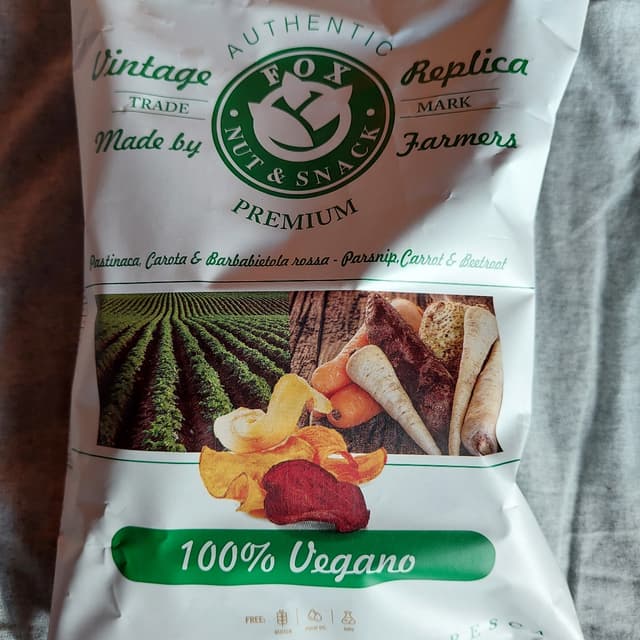 AUTHENTIC
Vintage
TRADE
Made by
FOX
NUT & SNACK
Replica
MARK
Farmers
PREMIUM
Pastinaca, Carota & Barbabietola rossa - Parsnip, Carrot & Beetroot
100% Vegano
FREE: